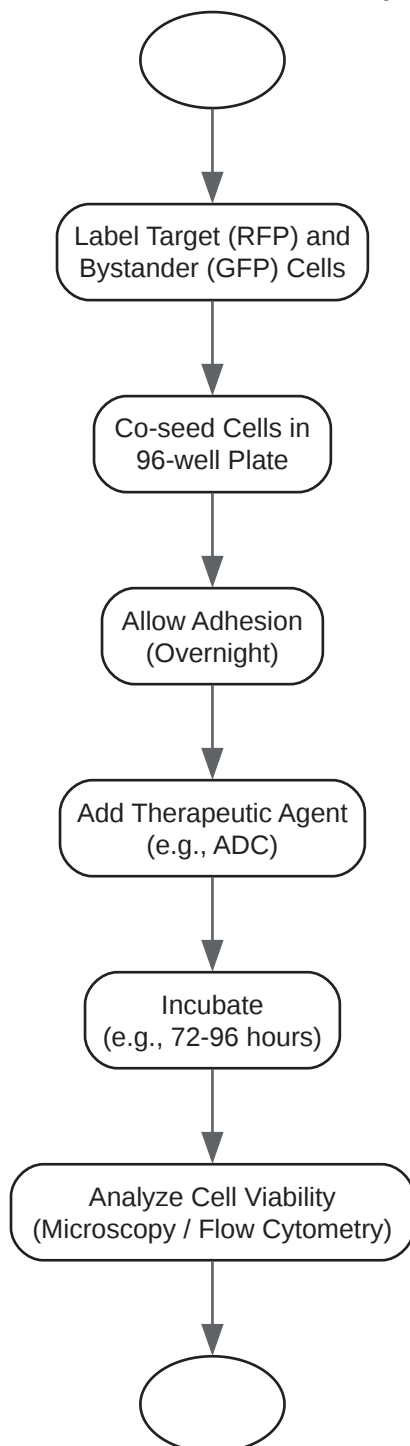 Label Target (RFP) and
Bystander (GFP) Cells
Co-seed Cells in
96-well Plate
Allow Adhesion
(Overnight)
Add Therapeutic Agent
(e.g., ADC)
Incubate
(e.g., 72-96 hours)
Analyze Cell Viability
(Microscopy / Flow Cytometry)